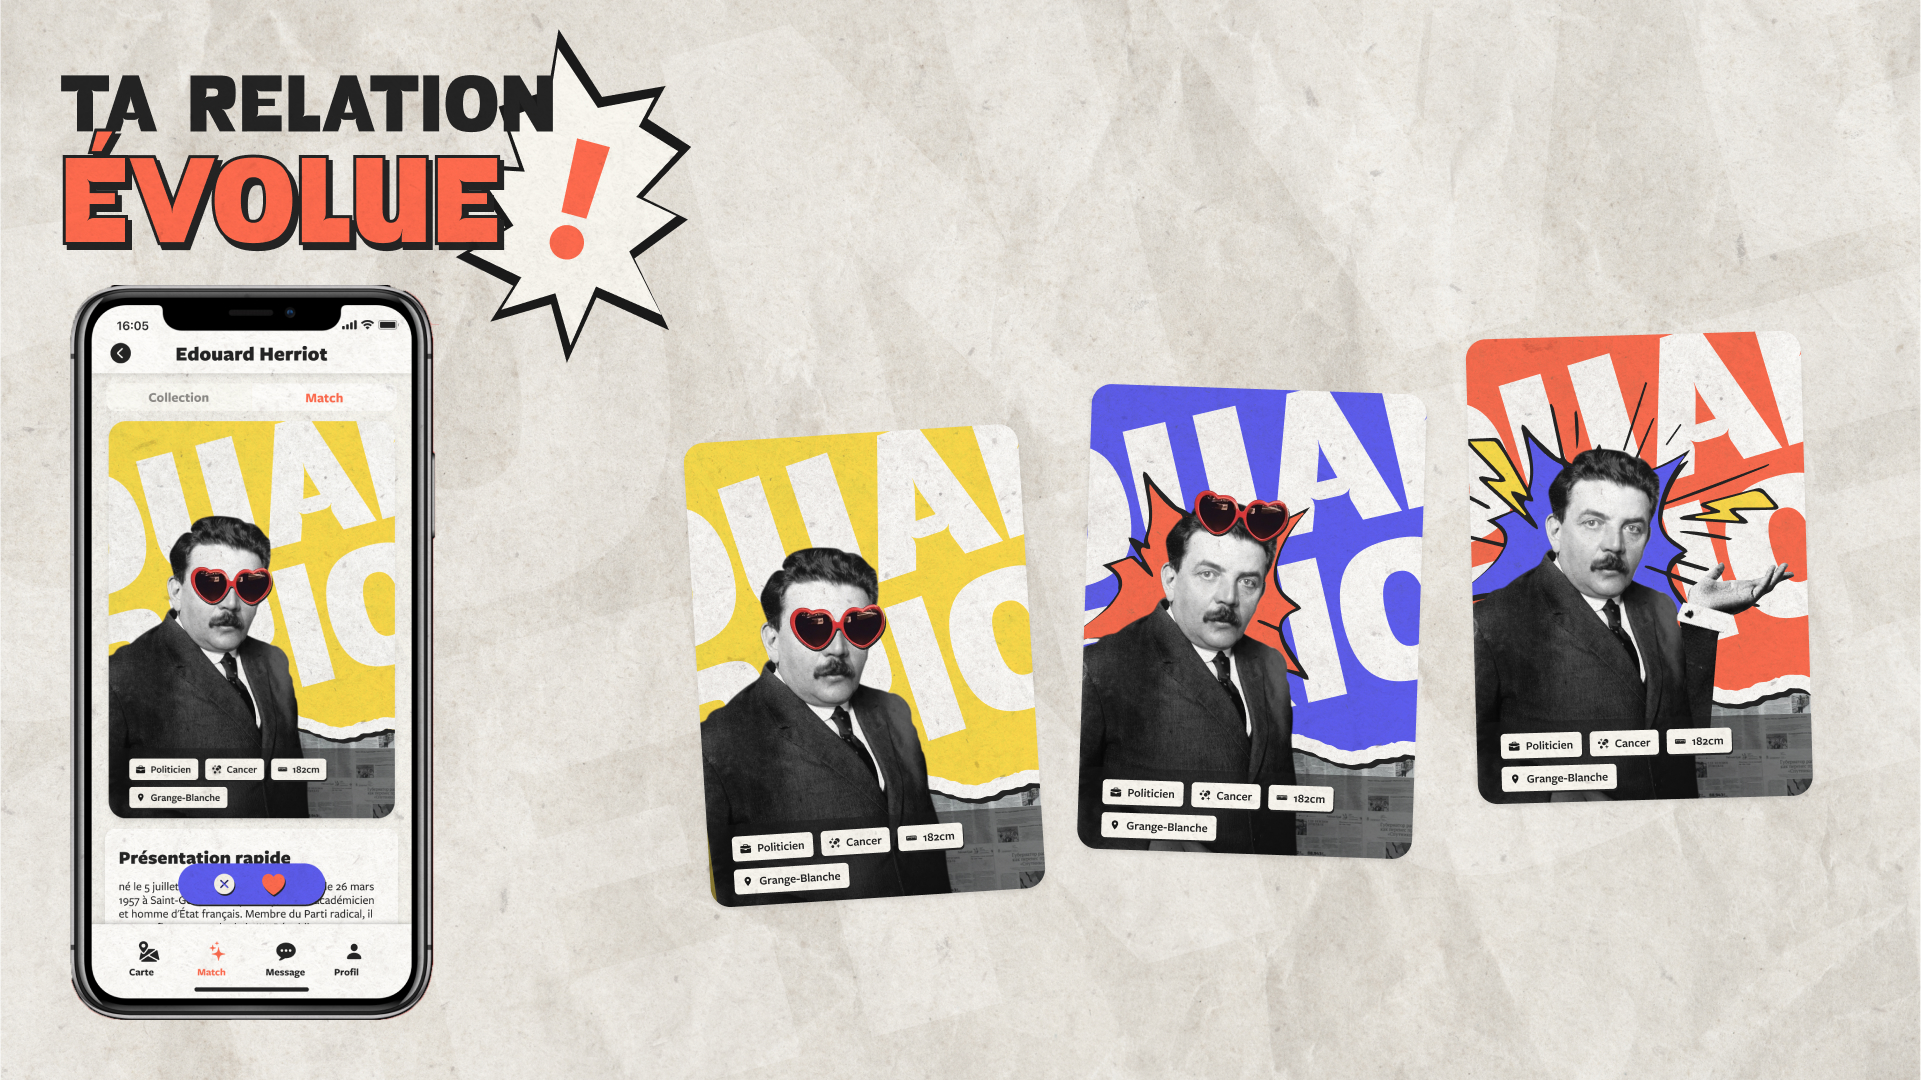 TA RELATION
ÉVOLUE !
16:05
Edouard Herriot
Collection
Match
Politicien
Cancer
182cm
Grange-Blanche
Présentation rapide
né le 5 juillet
le 26 mars
1957 à Saint-G
académicien
et homme d'État français. Membre du Parti radical, il
Carte
Match
Message
Profil
Politicien
Cancer
182cm
Grange-Blanche
Politicien
Cancer
182cm
Grange-Blanche
Politicien
Cancer
182cm
Grange-Blanche